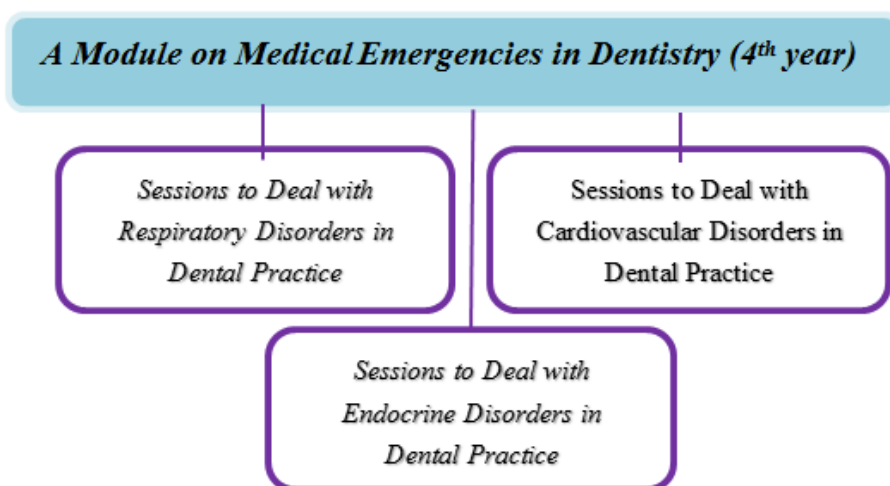 A Module on Medical Emergencies in Dentistry (4th year)
Sessions to Deal with
Respiratory Disorders in
Dental Practice
Sessions to Deal with
Cardiovascular Disorders in
Dental Practice
Sessions to Deal with
Endocrine Disorders in
Dental Practice